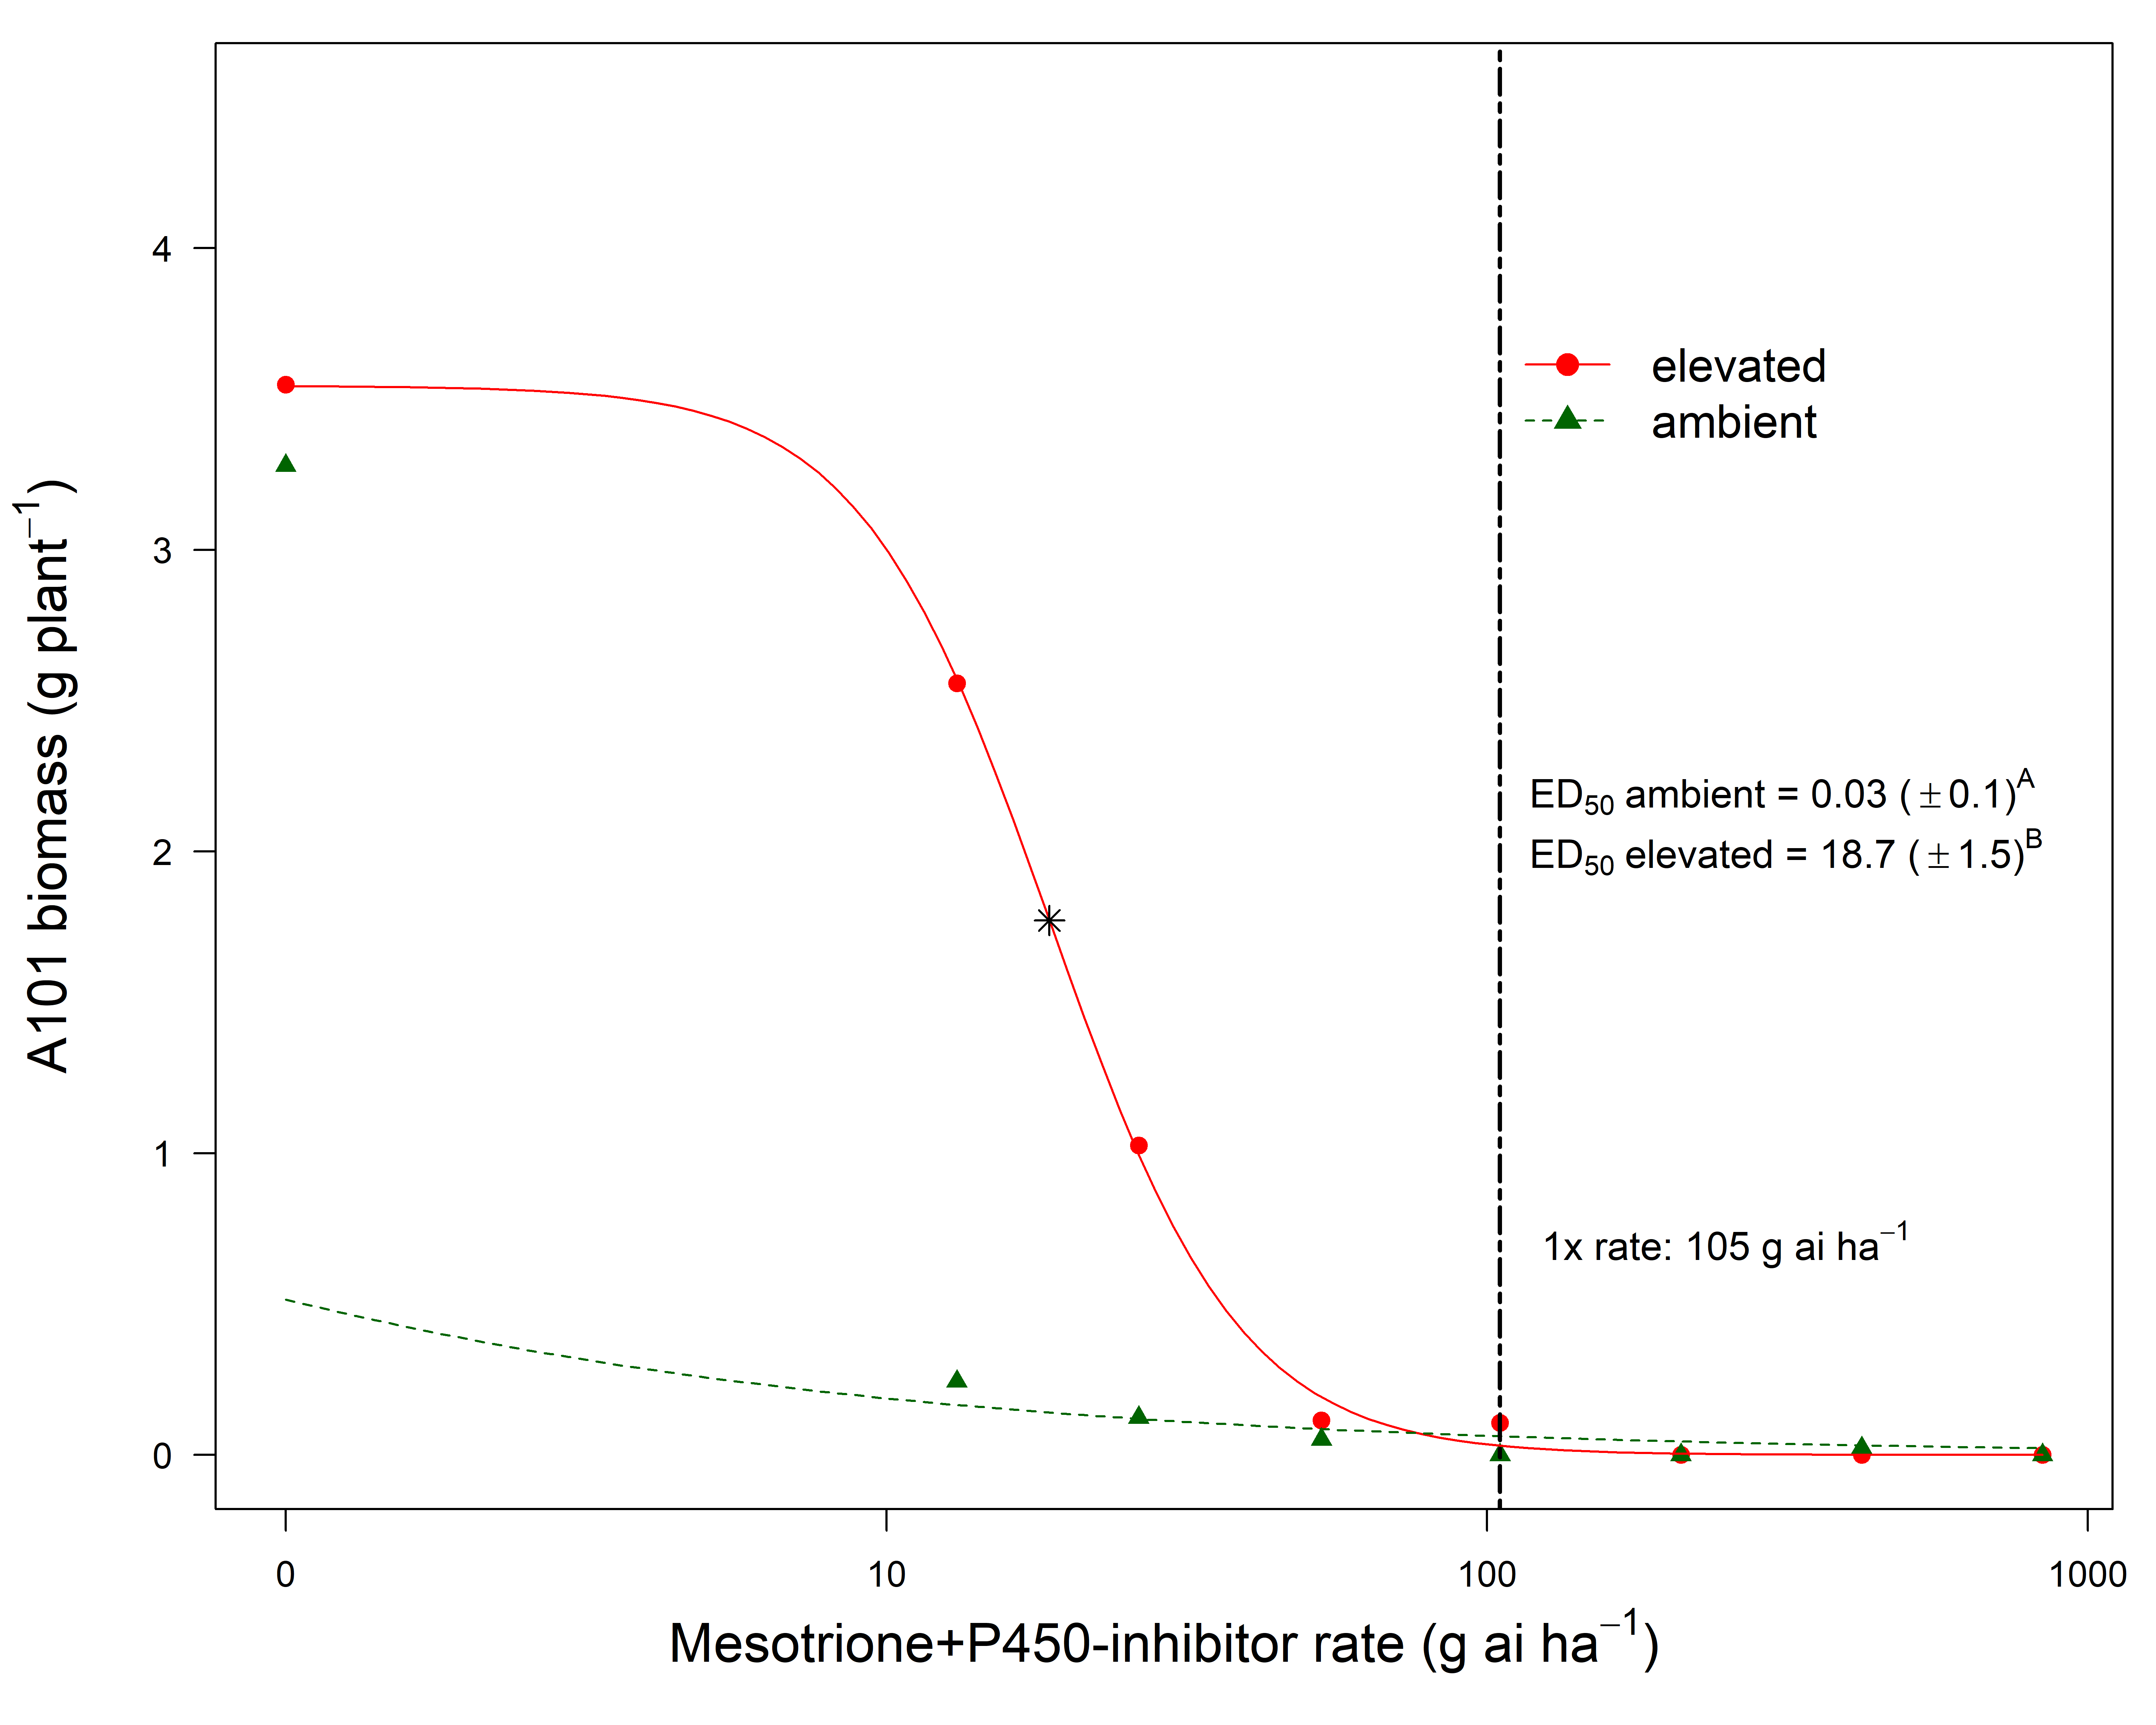 A101 biomass (g plant⁻¹)
4
3
2
1
0
elevated
ambient
ED₅₀ ambient = 0.03 (±0.1)ᴬ
ED₅₀ elevated = 18.7 (±1.5)ᴮ
1x rate: 105 g ai ha⁻¹
0 10 100 1000
Mesotrione+P450-inhibitor rate (g ai ha⁻¹)